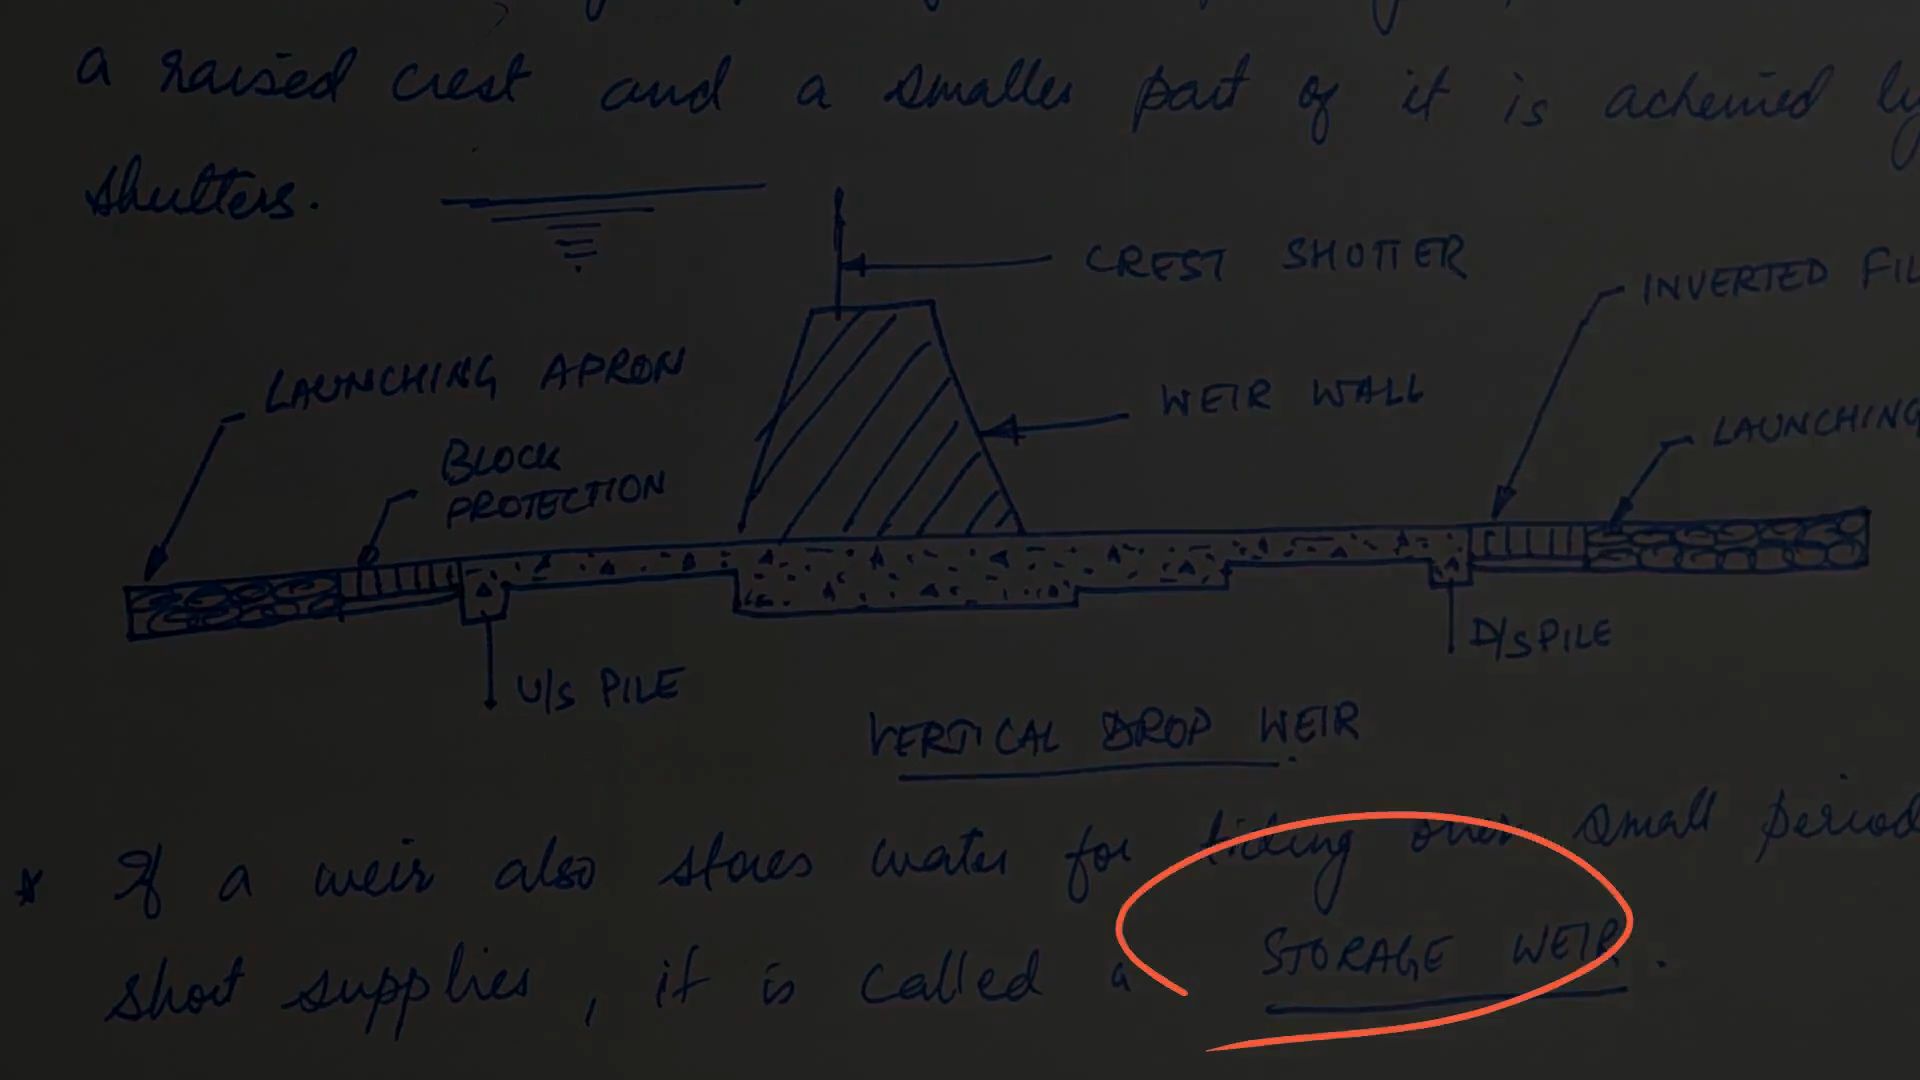 a raised crest and a smaller part of it is acheived by
shutters.
CREST SHUTTER
INVERTED FIL
LAUNCHING APRON
WEIR WALL
LAUNCHING
BLOCK
PROTECTION
D/S PILE
U/S PILE
VERTICAL DROP WEIR
* If a weir also stores water for tiding over small period
short supplies, it is called a STORAGE WEIR.